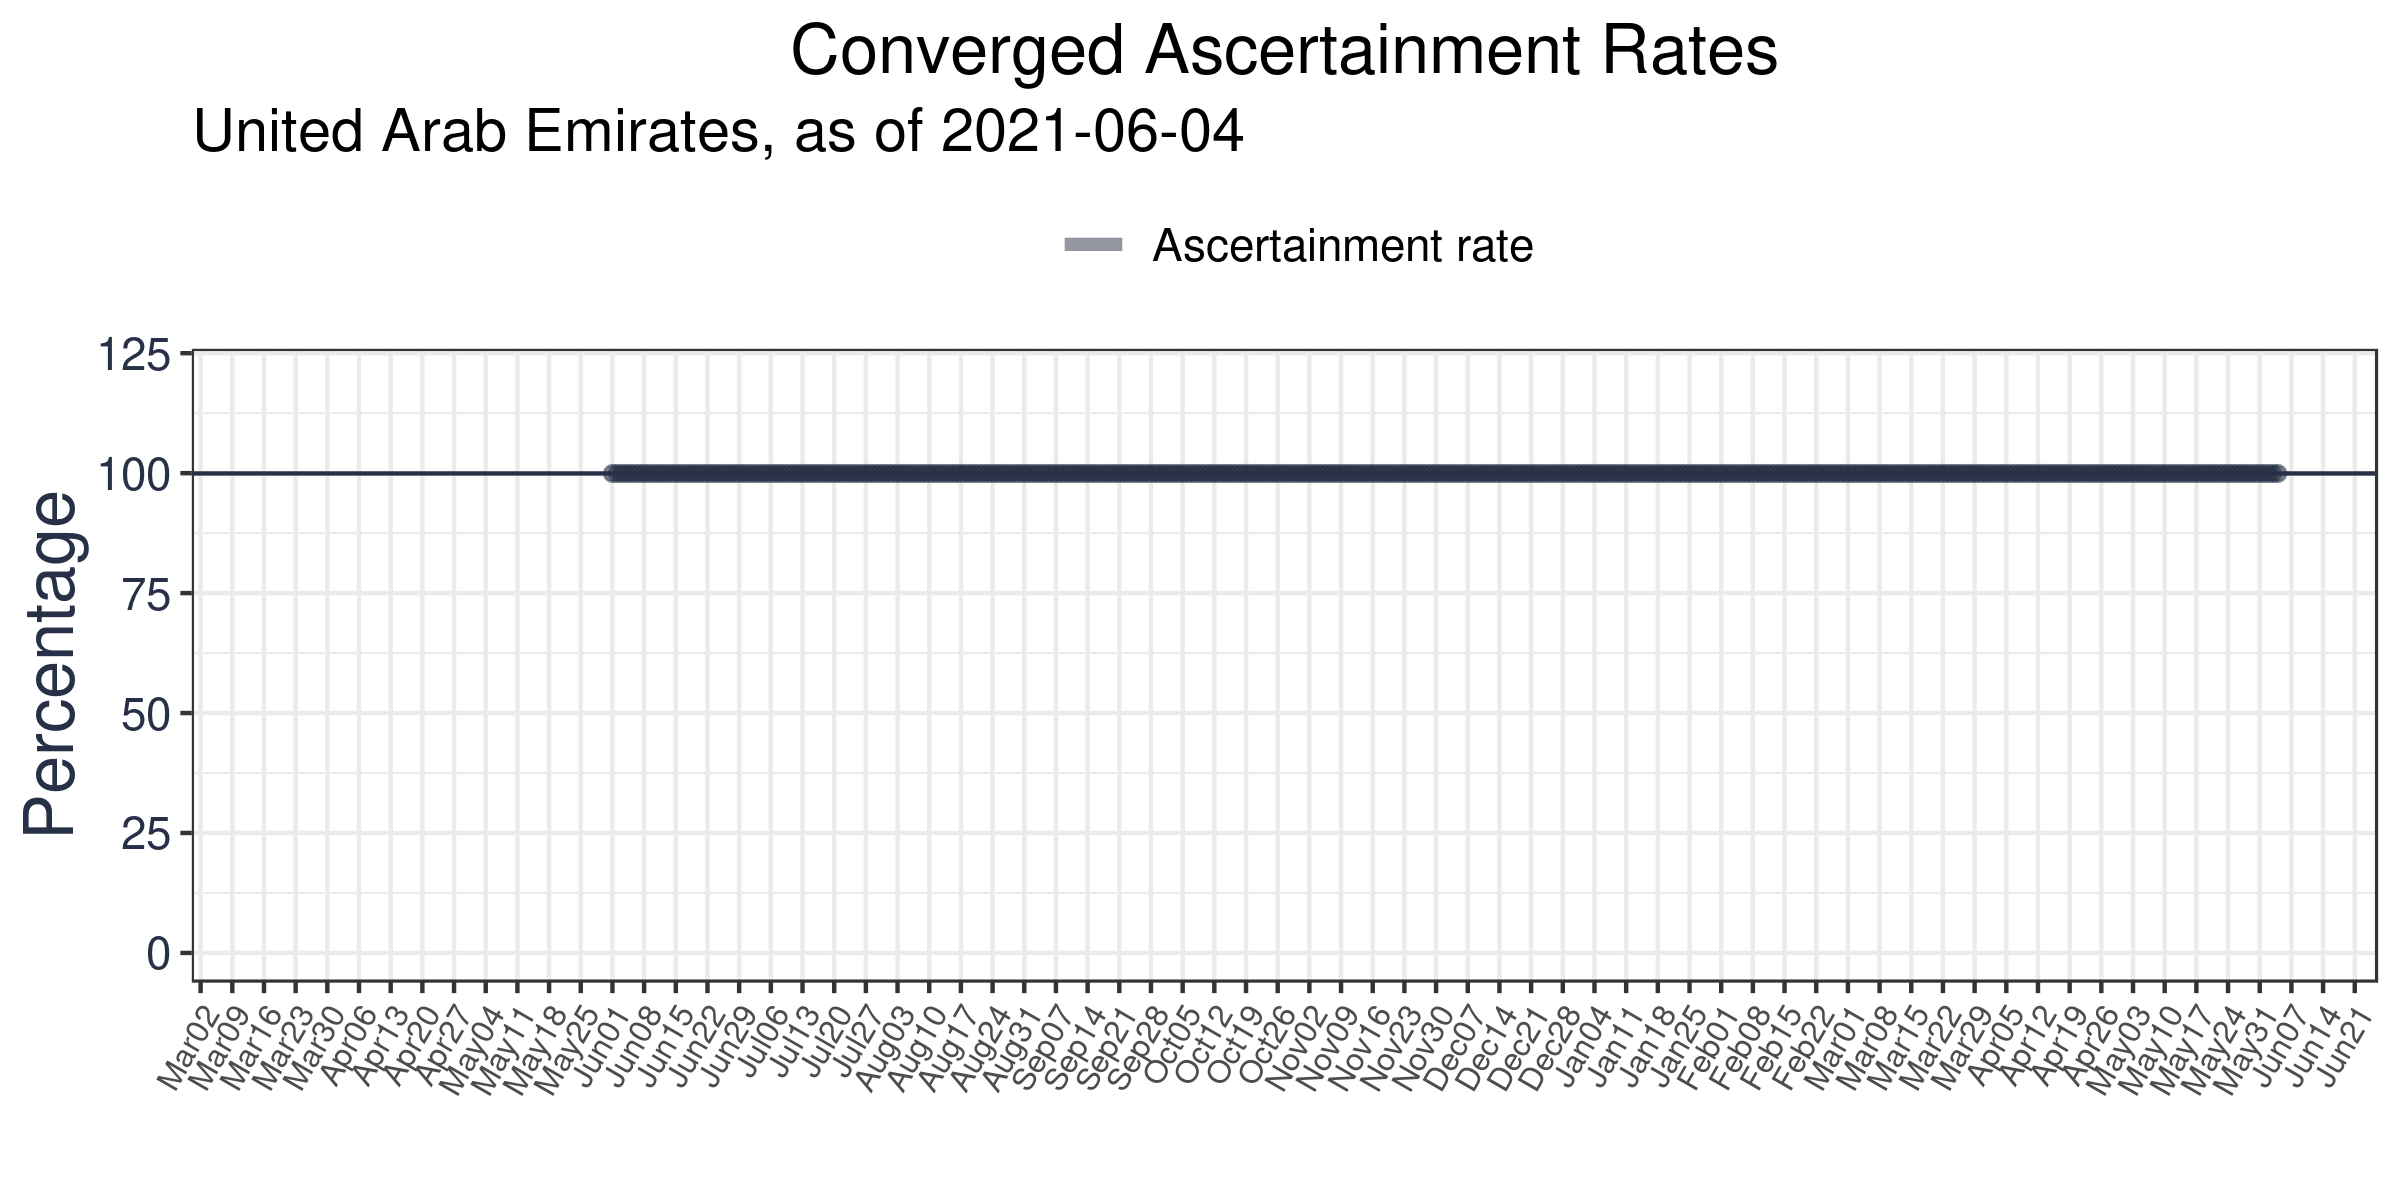 Converged Ascertainment Rates
United Arab Emirates, as of 2021-06-04
Ascertainment rate
Percentage
125
100
75
50
25
0
Mar02 Mar09 Mar16 Mar23 Mar30 Apr06 Apr13 Apr20 Apr27 May04 May11 May18 May25 Jun01 Jun08 Jun15 Jun22 Jun29 Jul06 Jul13 Jul20 Jul27 Aug03 Aug10 Aug17 Aug24 Aug31 Sep07 Sep14 Sep21 Sep28 Oct05 Oct12 Oct19 Oct26 Nov02 Nov09 Nov16 Nov23 Nov30 Dec07 Dec14 Dec21 Dec28 Jan04 Jan11 Jan18 Jan25 Feb01 Feb08 Feb15 Feb22 Mar01 Mar08 Mar15 Mar22 Mar29 Apr05 Apr12 Apr19 Apr26 May03 May10 May17 May24 May31 Jun07 Jun14 Jun21